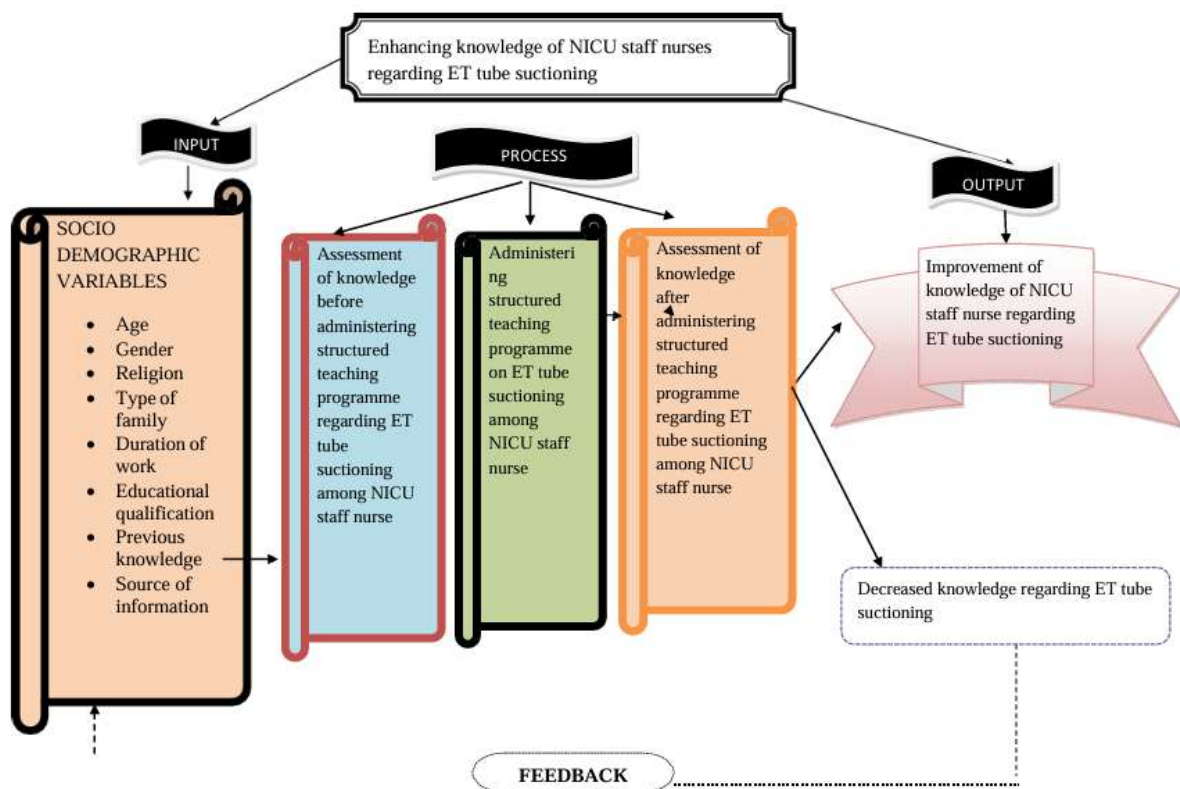 Enhancing knowledge of NICU staff nurses
regarding ET tube suctioning
INPUT
PROCESS
OUTPUT
SOCIO
DEMOGRAPHIC
VARIABLES
• Age
• Gender
• Religion
• Type of
family
• Duration of
work
• Educational
qualification
• Previous
knowledge
• Source of
information
Assessment
of knowledge
before
administering
structured
teaching
programme
regarding ET
tube
suctioning
among NICU
staff nurse
Administeri
ng
structured
teaching
programme
on ET tube
suctioning
among
NICU staff
nurse
Assessment of
knowledge
after
administering
structured
teaching
programme
regarding ET
tube suctioning
among NICU
staff nurse
Improvement of
knowledge of NICU
staff nurse regarding
ET tube suctioning
Decreased knowledge regarding ET tube
suctioning
FEEDBACK